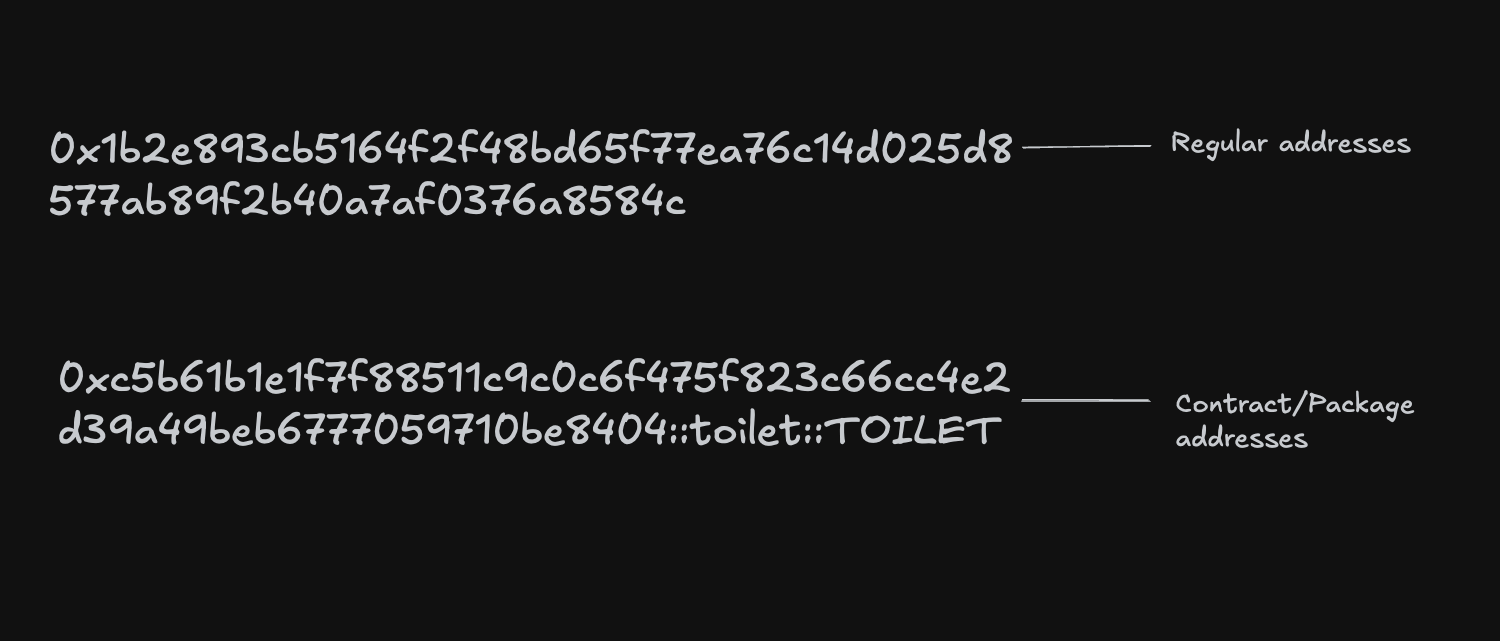 0x1b2e893cb5164f2f48bd65f77ea76c14d025d8
Regular addresses
577ab89f2b40a7af0376a8584c
0xc5b61b1e1f7f88511c9c0c6f475f823c66cc4e2
d39a49beb6777059710be8404::toilet::TOILET
Contract/Package
addresses